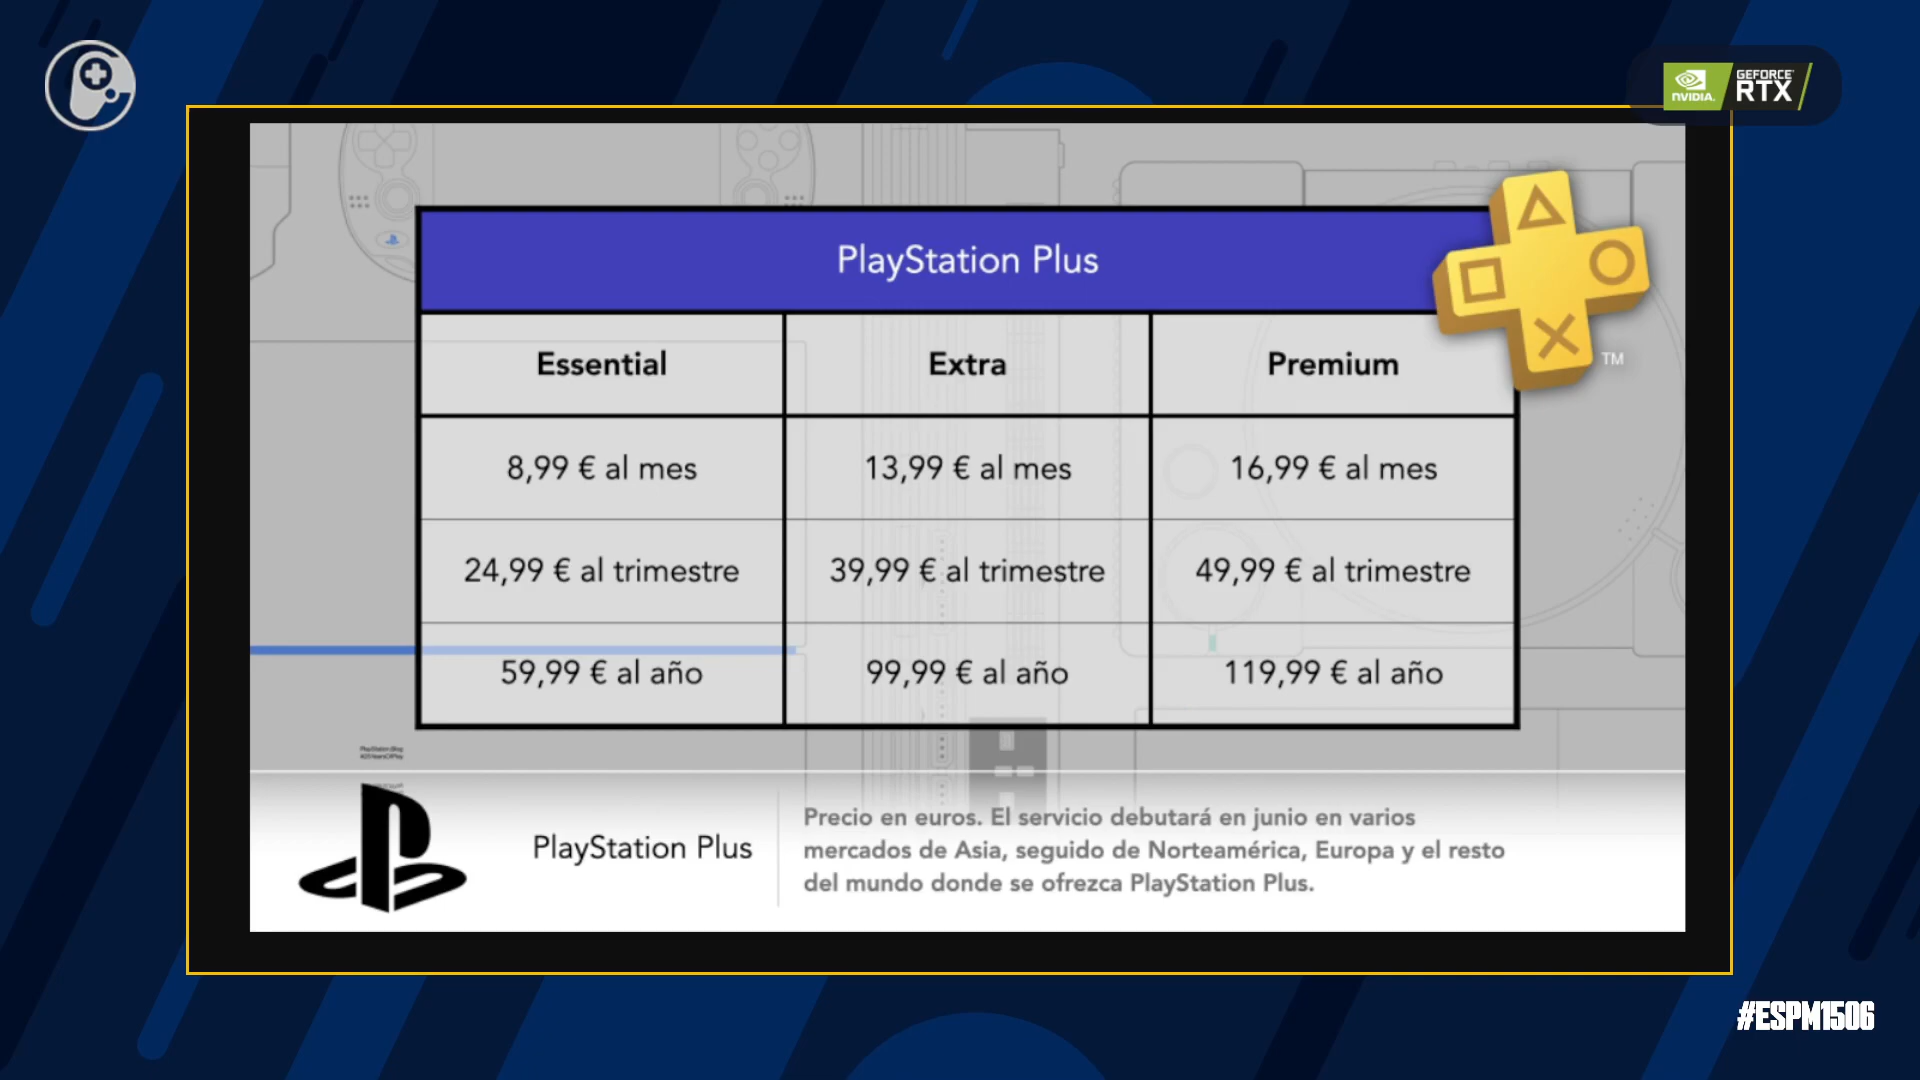 NVIDIA.
GEFORCE
RTX
PlayStation Plus
TM
Essential
Extra
Premium
8,99 € al mes
13,99 € al mes
16,99 € al mes
24,99 € al trimestre
39,99 € al trimestre
49,99 € al trimestre
59,99 € al año
99,99 € al año
119,99 € al año
PlayStation Plus
Precio en euros. El servicio debutará en junio en varios
mercados de Asia, seguido de Norteamérica, Europa y el resto
del mundo donde se ofrezca PlayStation Plus.
#ESPM1506